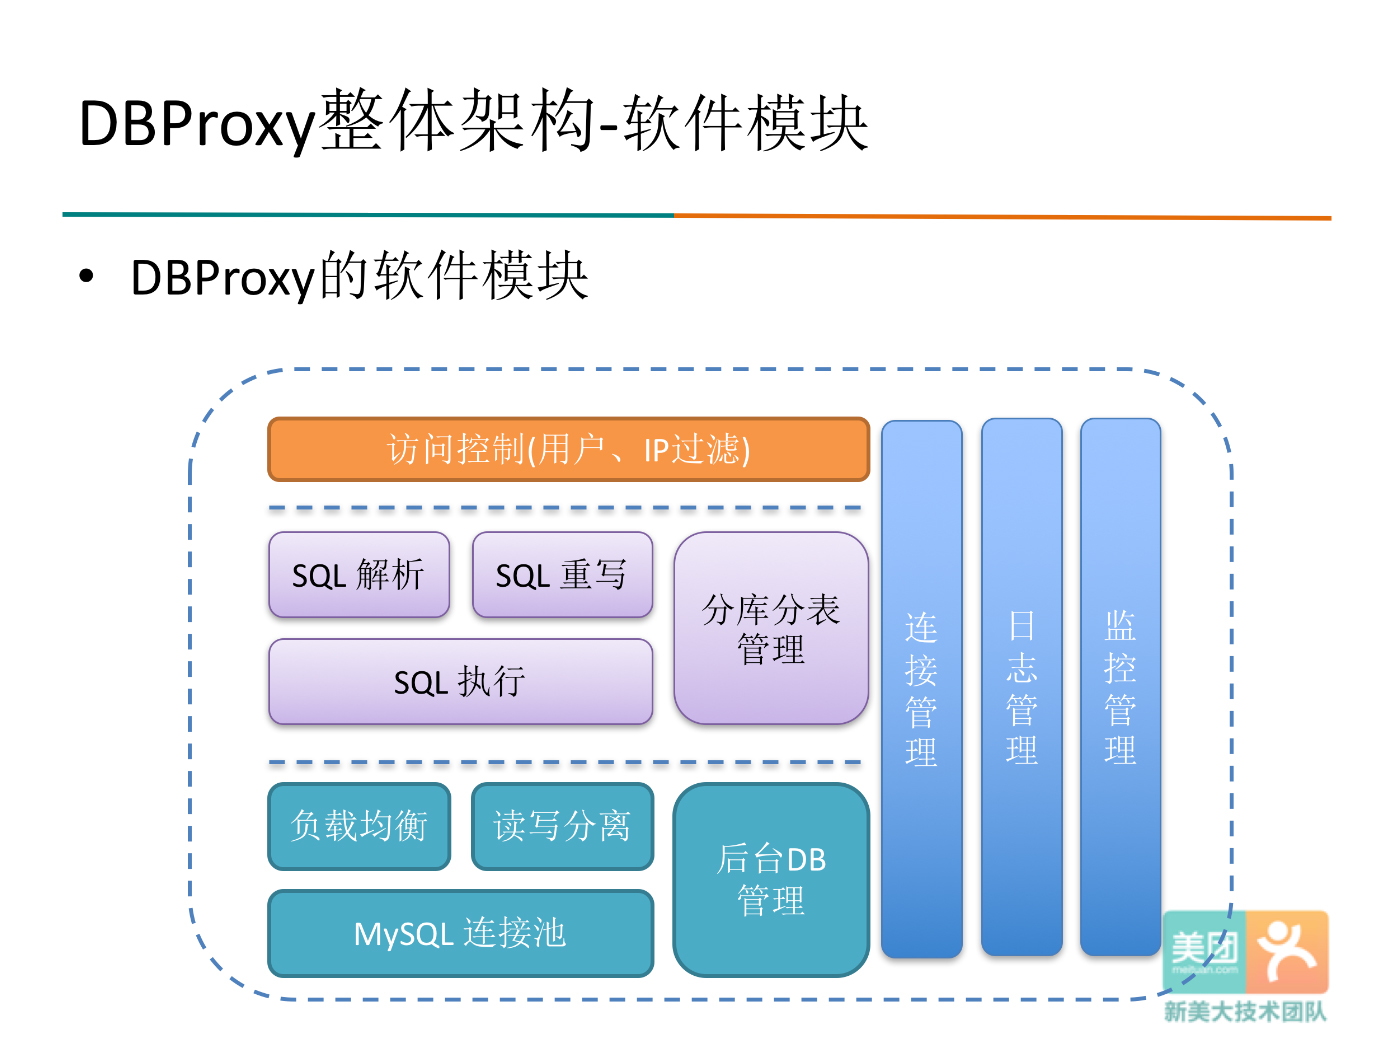 DBProxy整体架构-软件模块
• DBProxy的软件模块
访问控制(用户、IP过滤)
SQL 解析
SQL 重写
SQL 执行
分库分表
管理
负载均衡
读写分离
MySQL 连接池
后台DB
管理
连接管理
日志管理
监控管理
美团
meituan.com
新美大技术团队